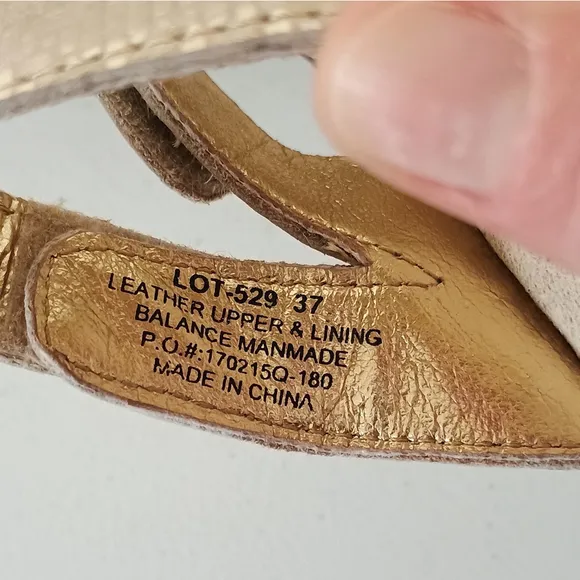 LOT-529 37
LEATHER UPPER & LINING
BALANCE MANMADE
P.O.#:170215Q-180
MADE IN CHINA